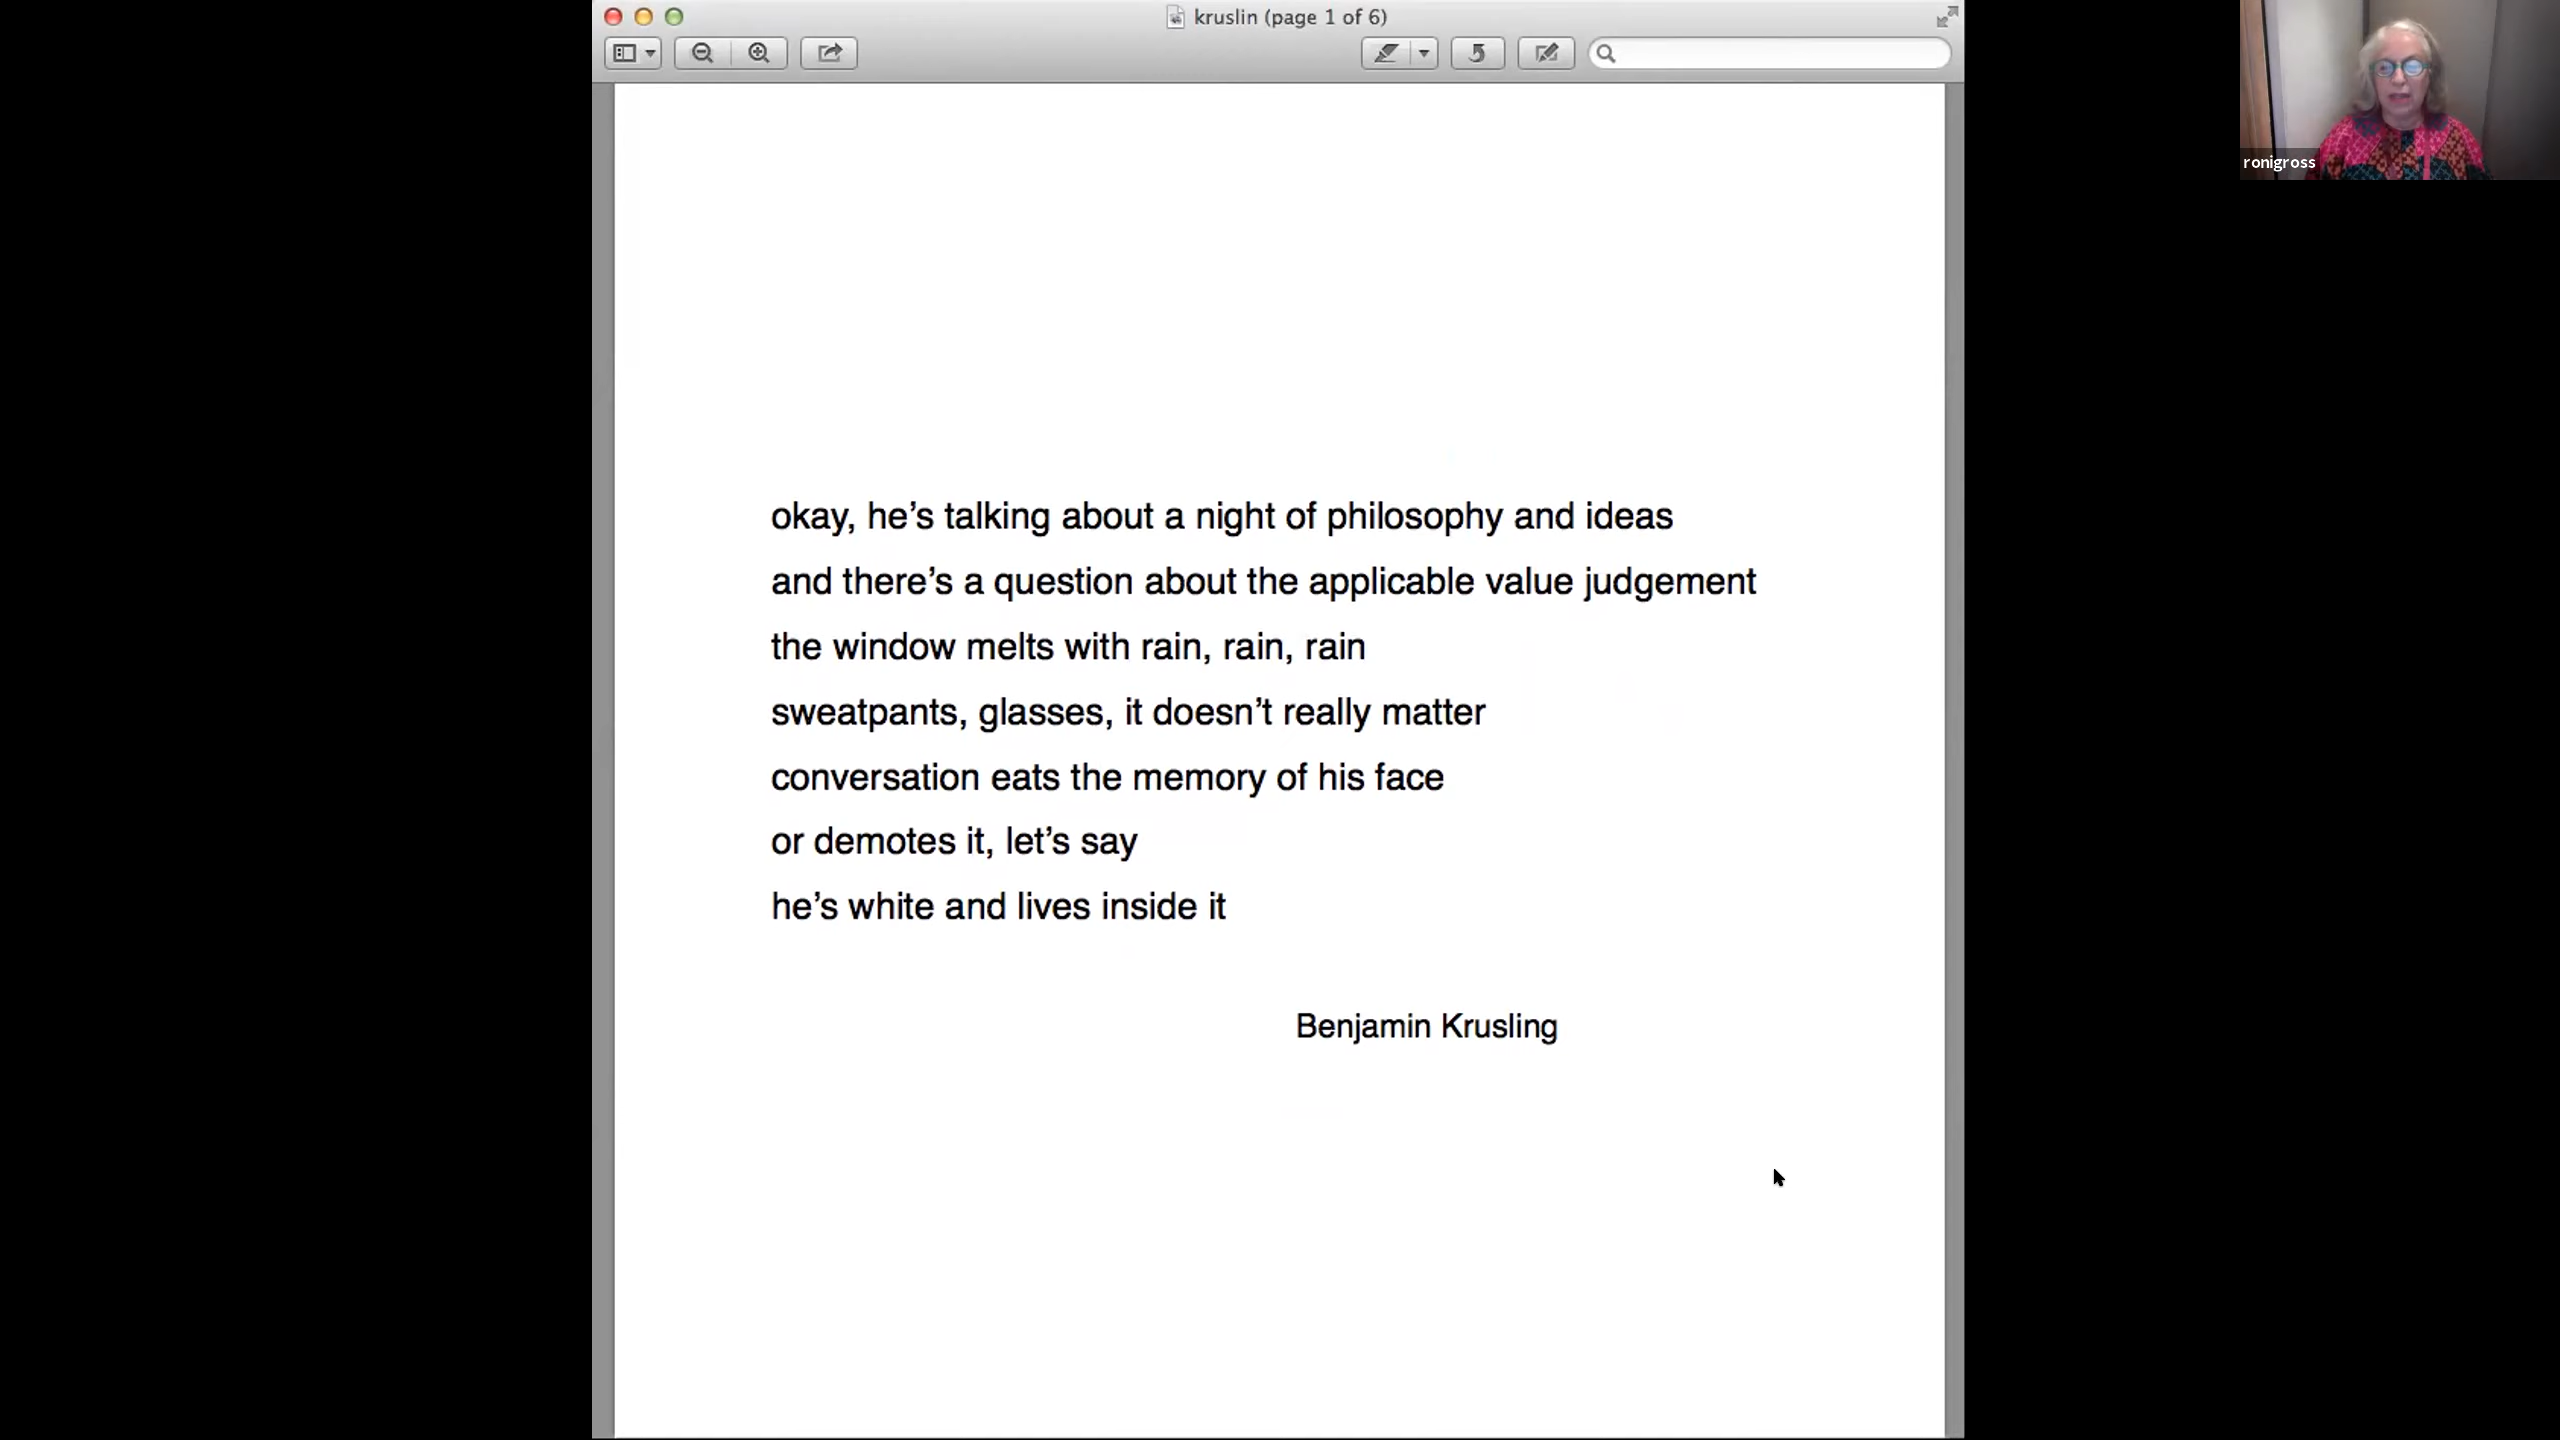 kruslin (page 1 of 6)
ronigross
okay, he’s talking about a night of philosophy and ideas
and there’s a question about the applicable value judgement
the window melts with rain, rain, rain
sweatpants, glasses, it doesn’t really matter
conversation eats the memory of his face
or demotes it, let’s say
he’s white and lives inside it
Benjamin Krusling